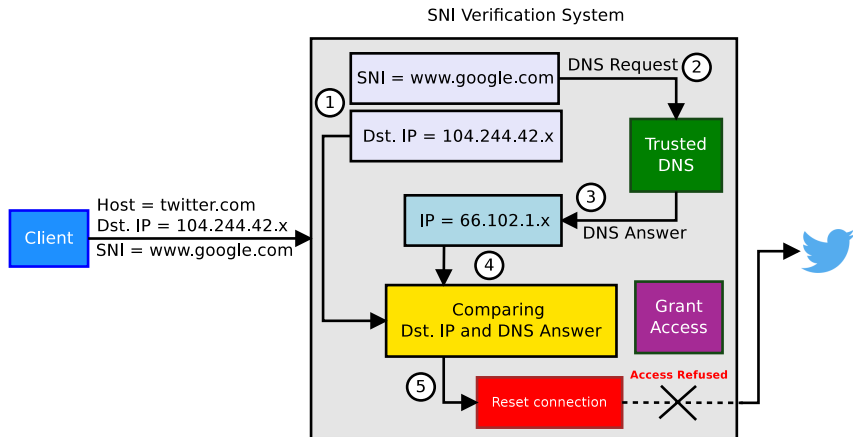 SNI Verification System
SNI = www.google.com
DNS Request
2
1
Dst. IP = 104.244.42.x
Trusted
DNS
Host = twitter.com
Dst. IP = 104.244.42.x
SNI = www.google.com
Client
3
IP = 66.102.1.x
DNS Answer
4
Comparing
Dst. IP and DNS Answer
Grant
Access
5
Reset connection
Access Refused